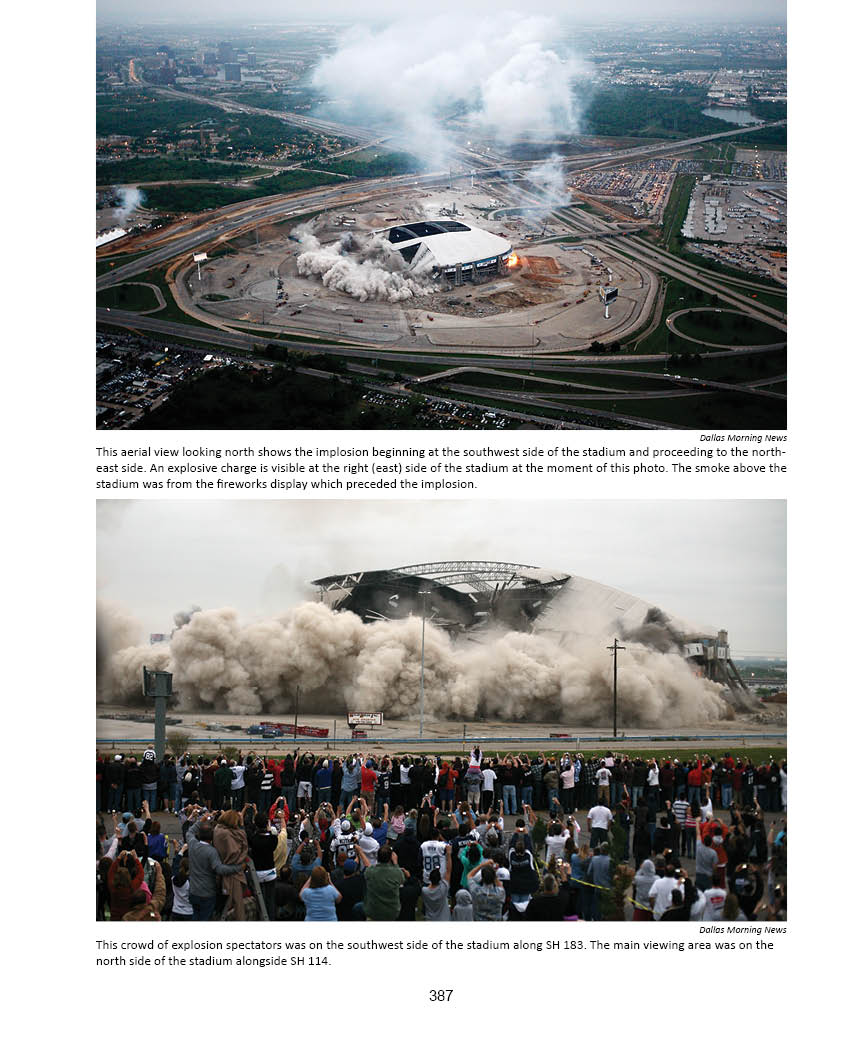 Dallas Morning News
This aerial view looking north shows the implosion beginning at the southwest side of the stadium and proceeding to the north-
east side. An explosive charge is visible at the right (east) side of the stadium at the moment of this photo. The smoke above the
stadium was from the fireworks display which preceded the implosion.
82
88
Dallas Morning News
This crowd of explosion spectators was on the southwest side of the stadium along SH 183. The main viewing area was on the
north side of the stadium alongside SH 114.
387